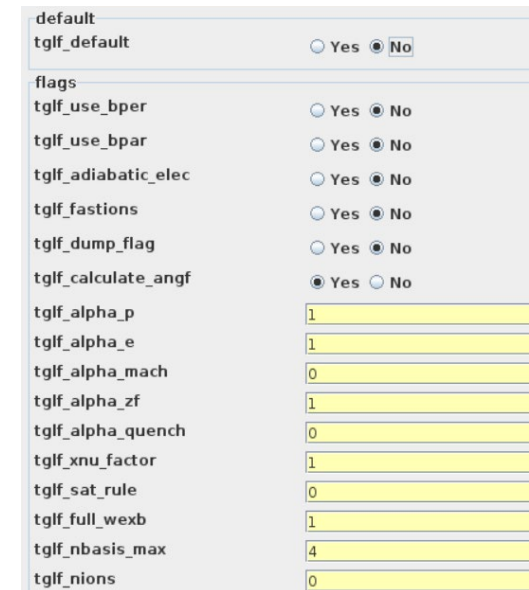 default
tglf_default Yes No
flags
tglf_use_bper Yes No
tglf_use_bpar Yes No
tglf_adiabatic_elec Yes No
tglf_fastions Yes No
tglf_dump_flag Yes No
tglf_calculate_angf Yes No
tglf_alpha_p 1
tglf_alpha_e 1
tglf_alpha_mach 0
tglf_alpha_zf 1
tglf_alpha_quench 0
tglf_xnu_factor 1
tglf_sat_rule 0
tglf_full_wexb 1
tglf_nbasis_max 4
tglf_nions 0